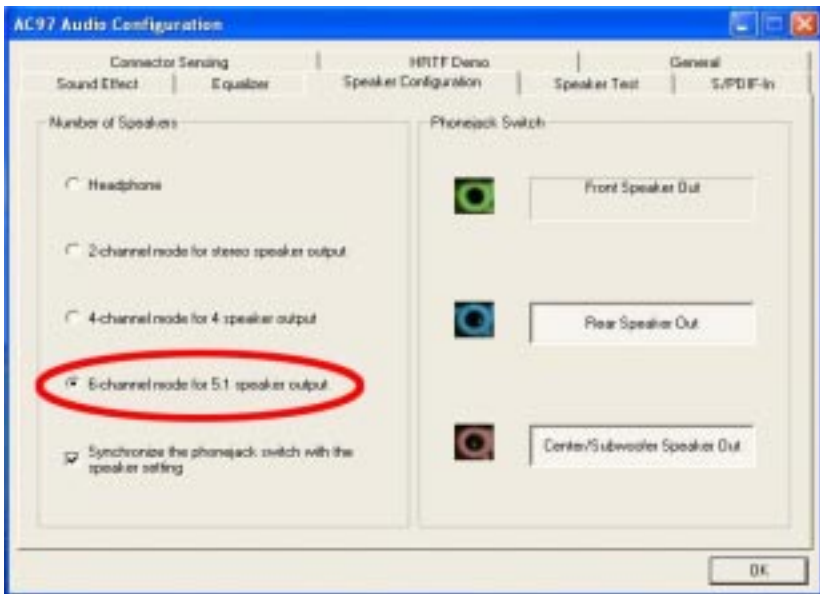 AC97 Audio Configuration
Connector Sensing
HRTF Demo
General
Sound Effect
Equalizer
Speaker Configuration
Speaker Test
S/PDIF-In
Number of Speakers
Headphone
2-channel mode for stereo speaker output
4-channel mode for 4 speaker output
6-channel mode for 5.1 speaker output
Synchronize the phonejack switch with the
speaker setting
Phonejack Switch
Front Speaker Out
Rear Speaker Out
Center/Subwoofer Speaker Out
OK